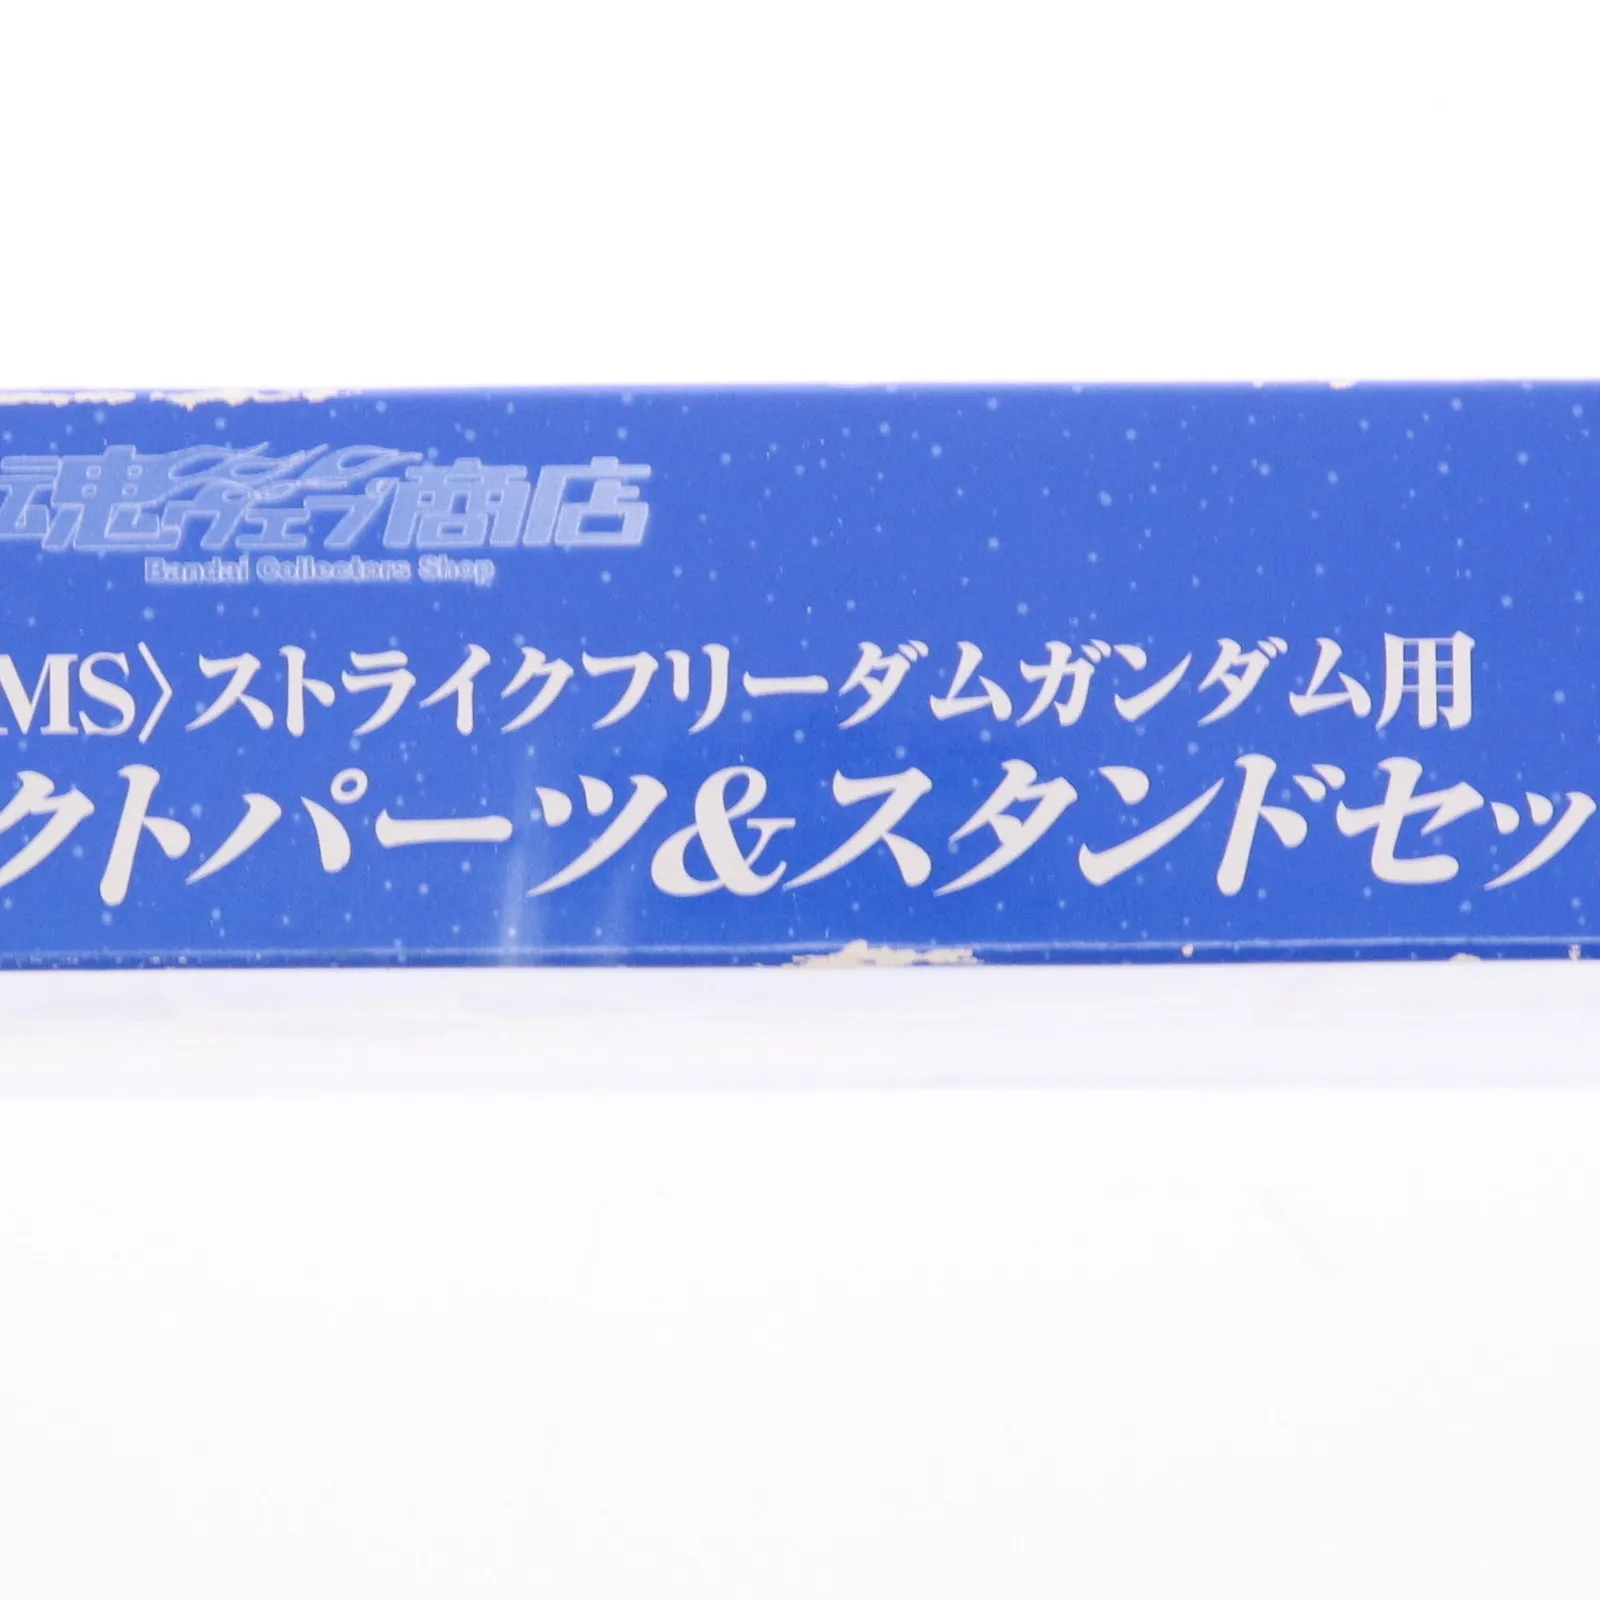 魂ウェブ商店
Bandai Collectors Shop
MS〉ストライクフリーダムガンダム用
クトパーツ&スタンドセッ